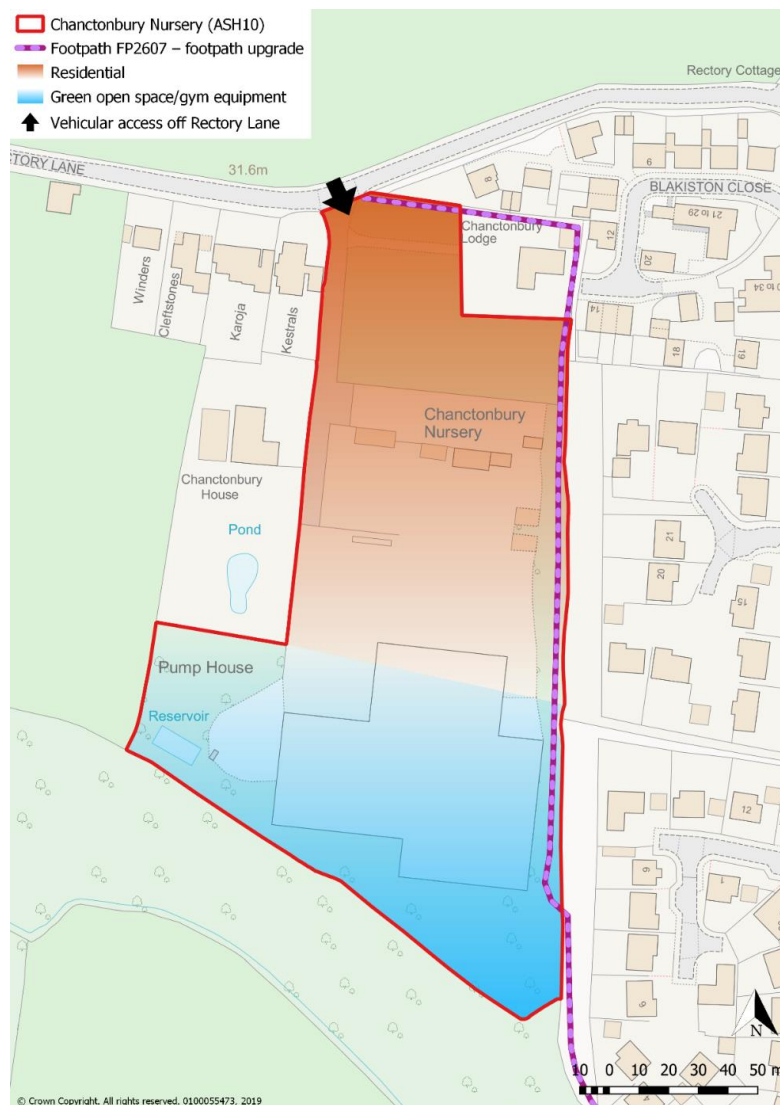 Chanctonbury Nursery (ASH10)
Footpath FP2607 – footpath upgrade
Residential
Green open space/gym equipment
Vehicular access off Rectory Lane
Rectory Cottage
CTORY LANE
31.6m
BLAKISTON CLOSE
6
8
21 to 29
12
20
to 34
14
18
19
Chanctonbury
Lodge
Winders
Cleftstones
Karoja
Kestrals
Chanctonbury
Nursery
Chanctonbury
House
Pond
21
20
15
Pump House
Reservoir
12
6
1
9
N
10 0 10 20 30 40 50 m
© Crown Copyright. All rights reserved. 0100055473, 2019